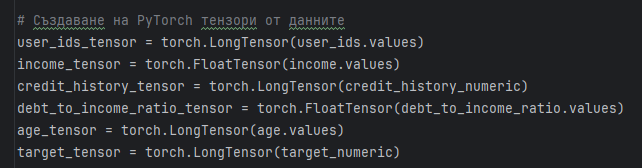 # Създаване на PyTorch тензори от данните
user_ids_tensor = torch.LongTensor(user_ids.values)
income_tensor = torch.FloatTensor(income.values)
credit_history_tensor = torch.LongTensor(credit_history_numeric)
debt_to_income_ratio_tensor = torch.FloatTensor(debt_to_income_ratio.values)
age_tensor = torch.LongTensor(age.values)
target_tensor = torch.LongTensor(target_numeric)